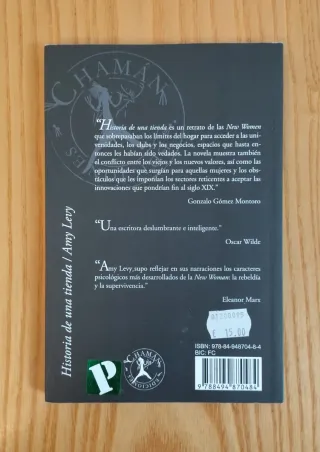 CHAMÁN
"Historia de una tienda es un retrato de las New Women
que sobrepasaban los límites del hogar para acceder a las uni-
versidades, los clubs y los negocios, espacios que hasta en-
tonces les habían sido vedados. La novela muestra también
el conflicto entre los viejos y los nuevos valores, así como las
oportunidades que surgían para aquellas mujeres y los obs-
táculos que les imponían los sectores reticentes a aceptar las
innovaciones que pondrían fin al siglo XIX."
Gonzalo Gómez Montoro
"Una escritora deslumbrante e inteligente."
Oscar Wilde
"Amy Levy supo reflejar en sus narraciones los caracteres
psicológicos más desarrollados de la New Woman: la rebeldía
y la supervivencia."
Eleanor Marx
Historia de una tienda / Amy Levy
€ 15.00
ISBN: 978-84-948704-8-4
BIC: FC
9 788494 870484
P
CHAMÁN
EDICIONES